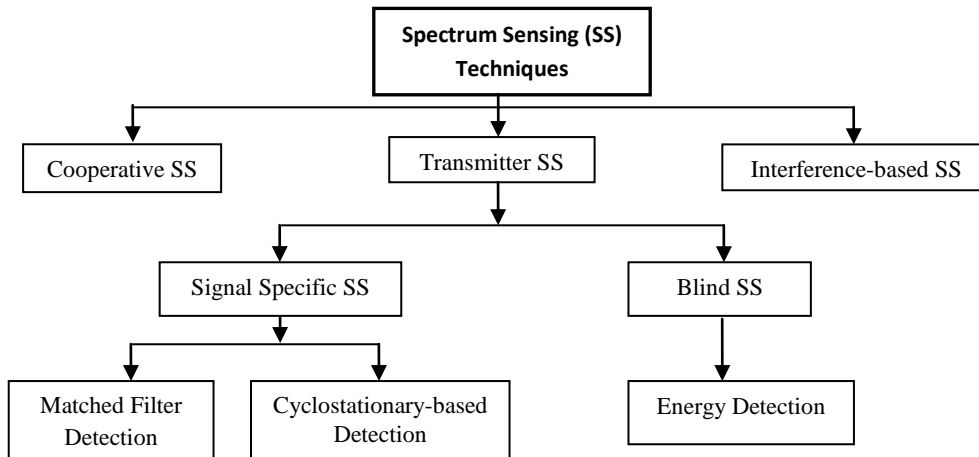 Spectrum Sensing (SS)
Techniques
Cooperative SS
Transmitter SS
Interference-based SS
Signal Specific SS
Blind SS
Matched Filter
Detection
Cyclostationary-based
Detection
Energy Detection